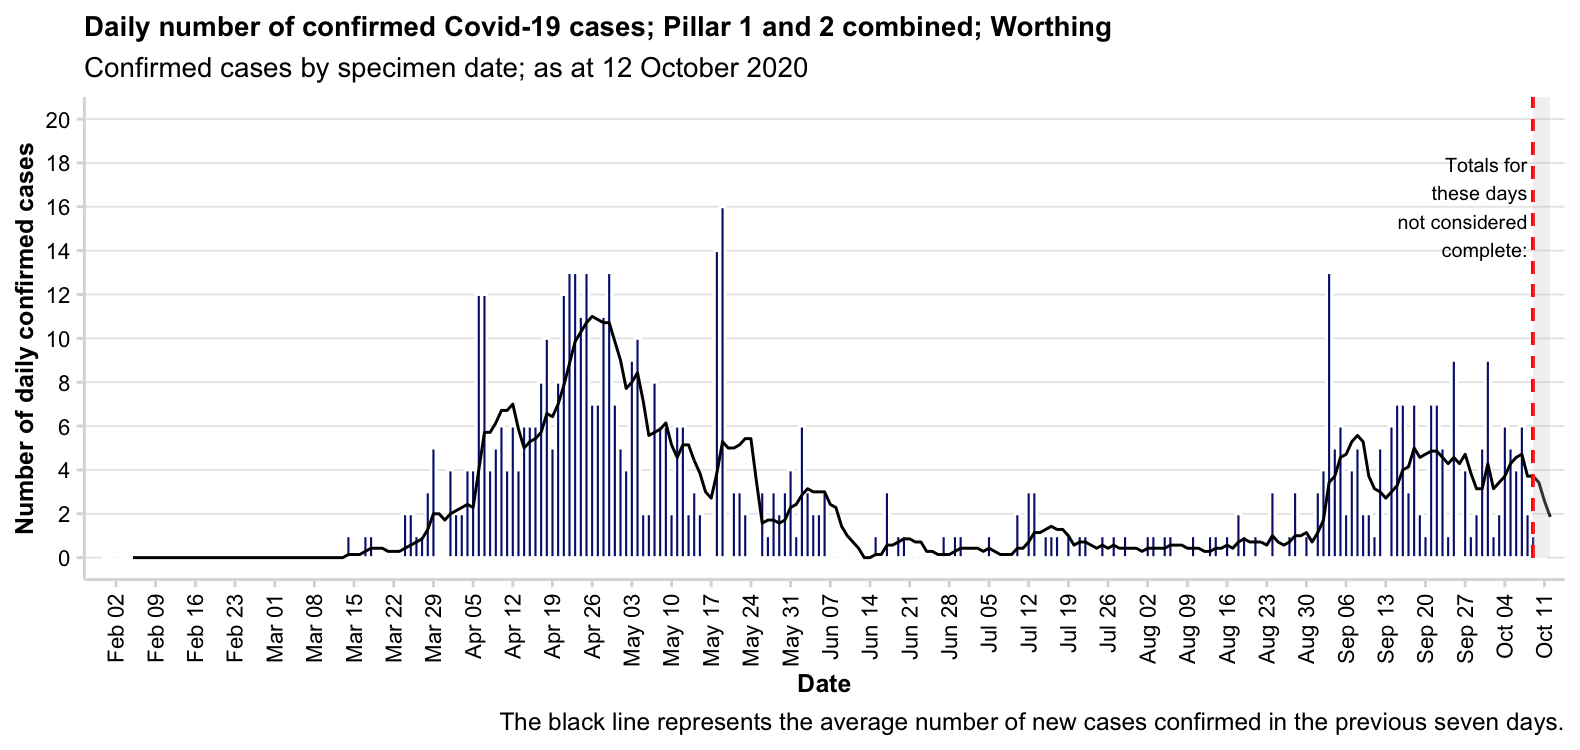 Daily number of confirmed Covid-19 cases; Pillar 1 and 2 combined; Worthing
Confirmed cases by specimen date; as at 12 October 2020
Number of daily confirmed cases
20
18
16
14
12
10
8
6
4
2
0
Totals for
these days
not considered
complete:
Feb 02
Feb 09
Feb 16
Feb 23
Mar 01
Mar 08
Mar 15
Mar 22
Mar 29
Apr 05
Apr 12
Apr 19
Apr 26
May 03
May 10
May 17
May 24
May 31
Jun 07
Jun 14
Jun 21
Jun 28
Jul 05
Jul 12
Jul 19
Jul 26
Aug 02
Aug 09
Aug 16
Aug 23
Aug 30
Sep 06
Sep 13
Sep 20
Sep 27
Oct 04
Oct 11
Date
The black line represents the average number of new cases confirmed in the previous seven days.